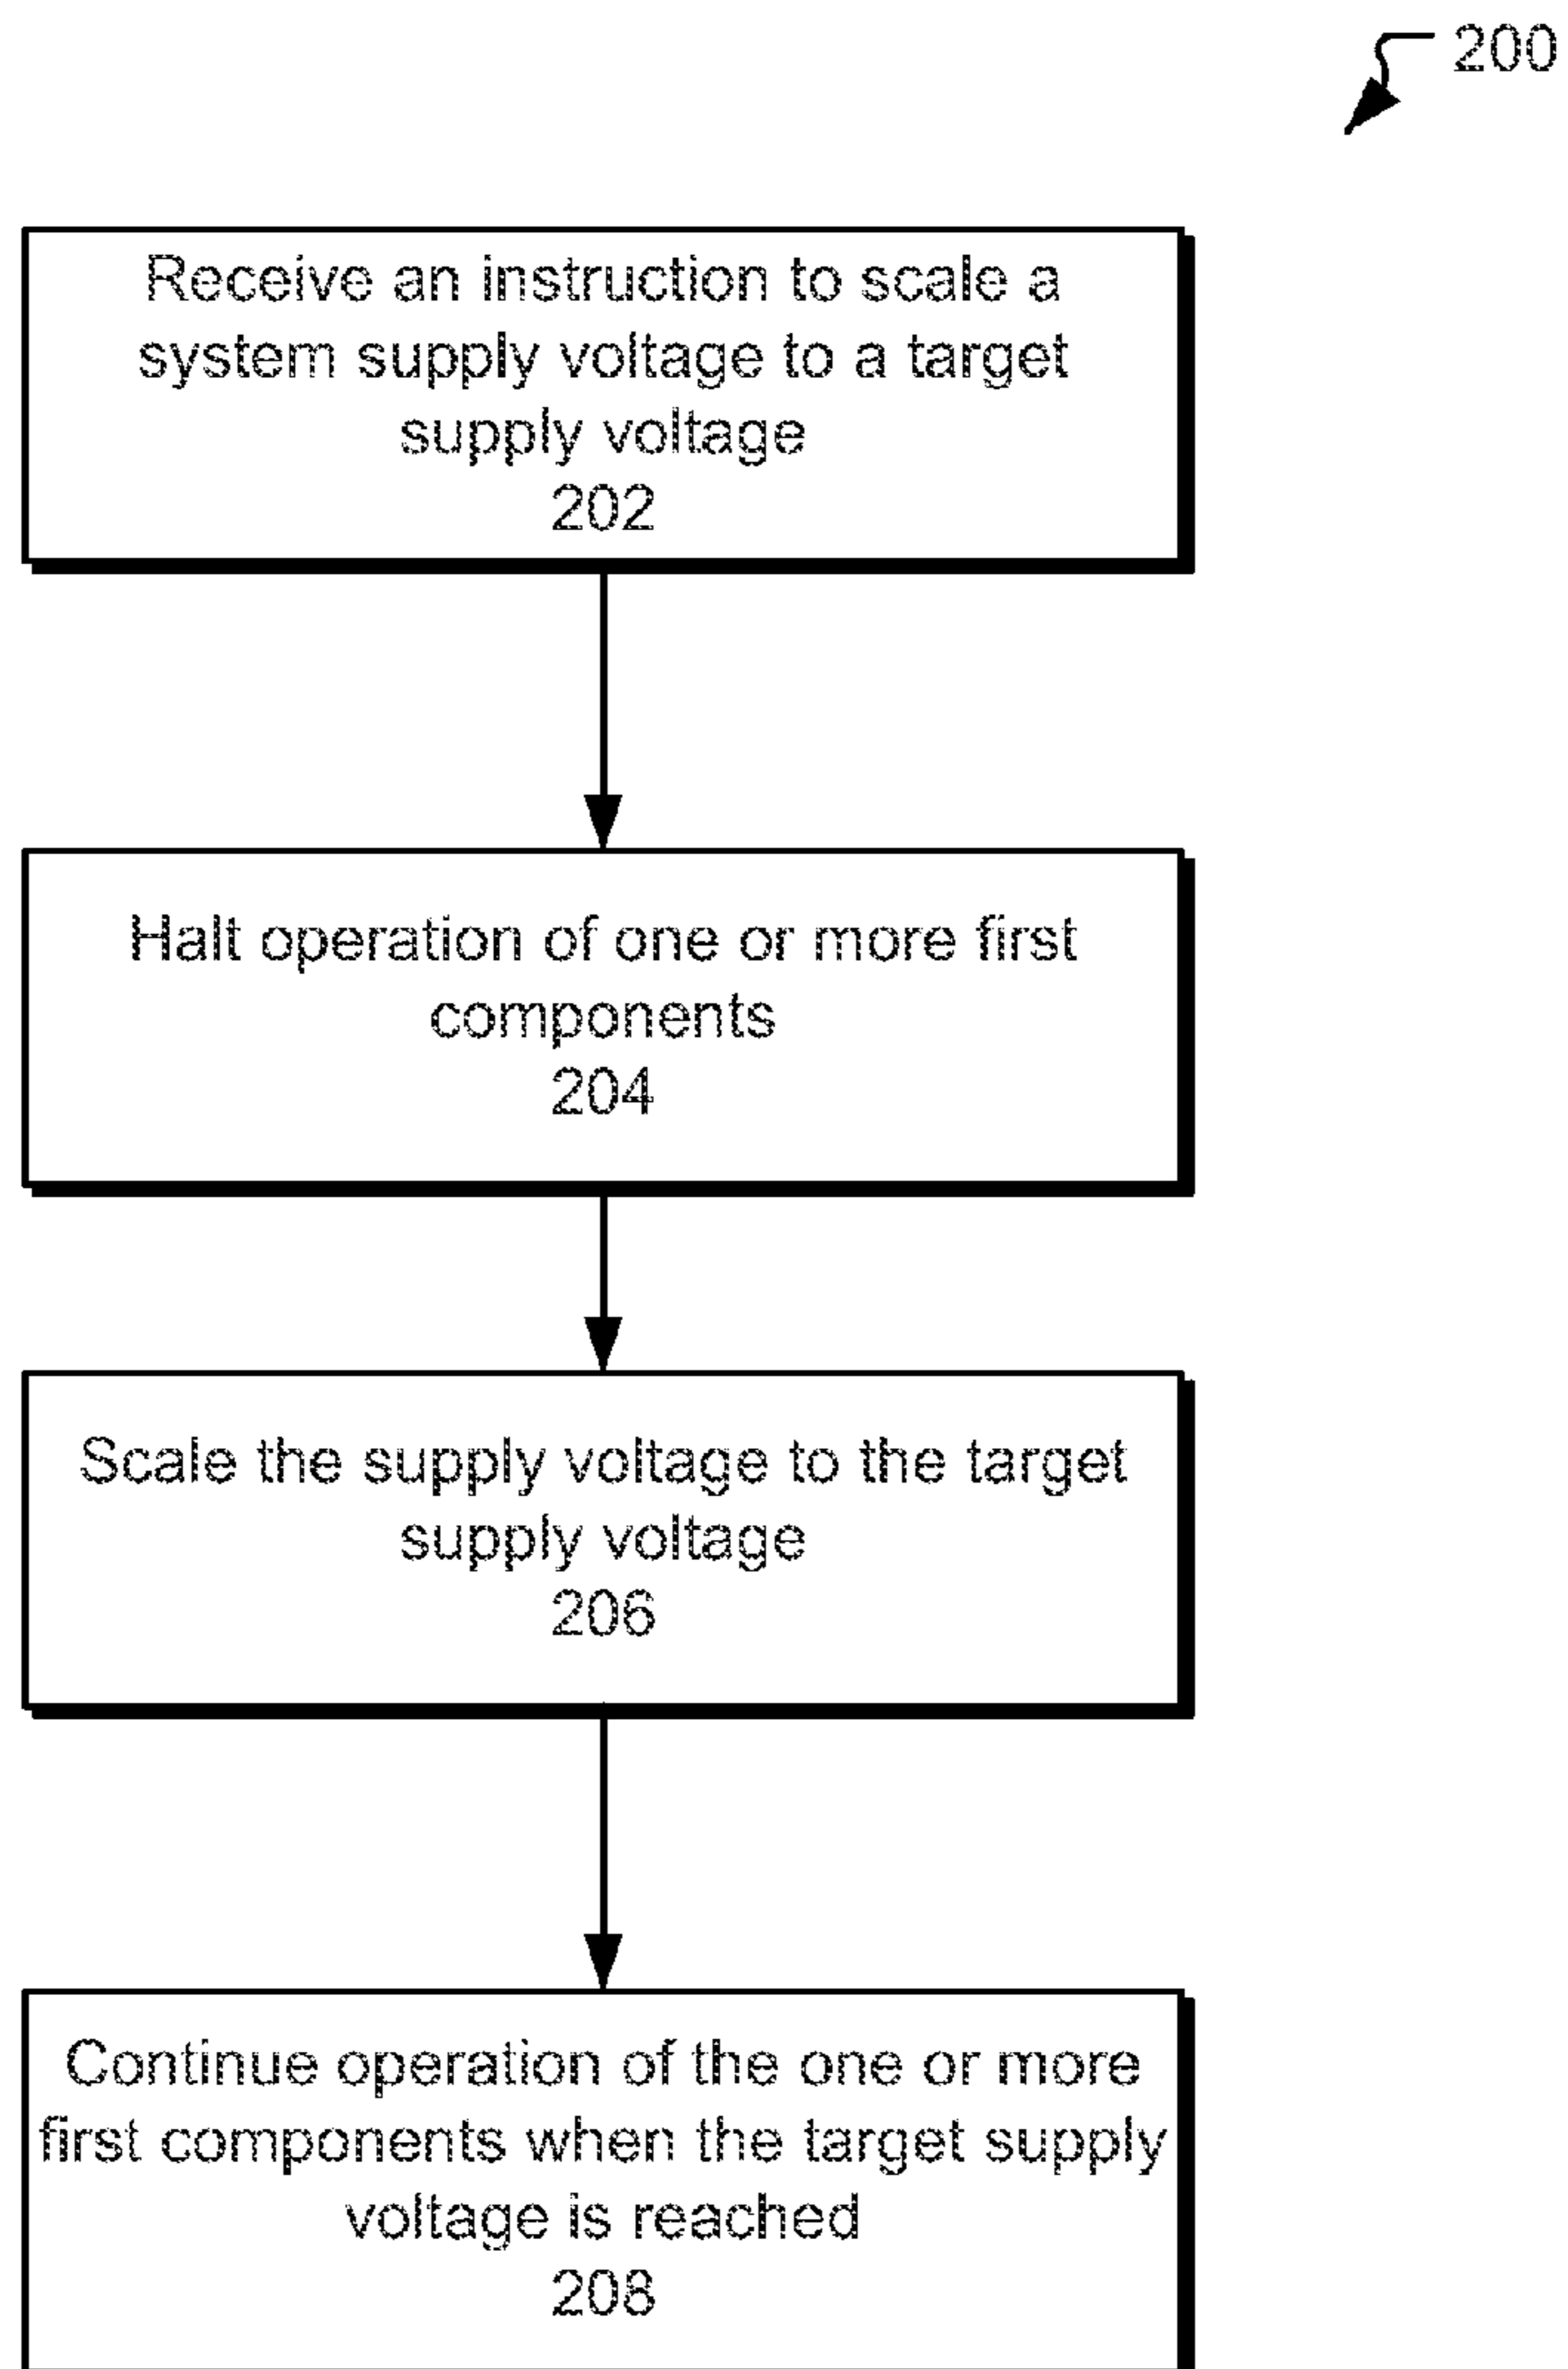 200
Receive an instruction to scale a
system supply voltage to a target
supply voltage
202
Halt operation of one or more first
components
204
Scale the supply voltage to the target
supply voltage
206
Continue operation of the one or more
first components when the target supply
voltage is reached
208